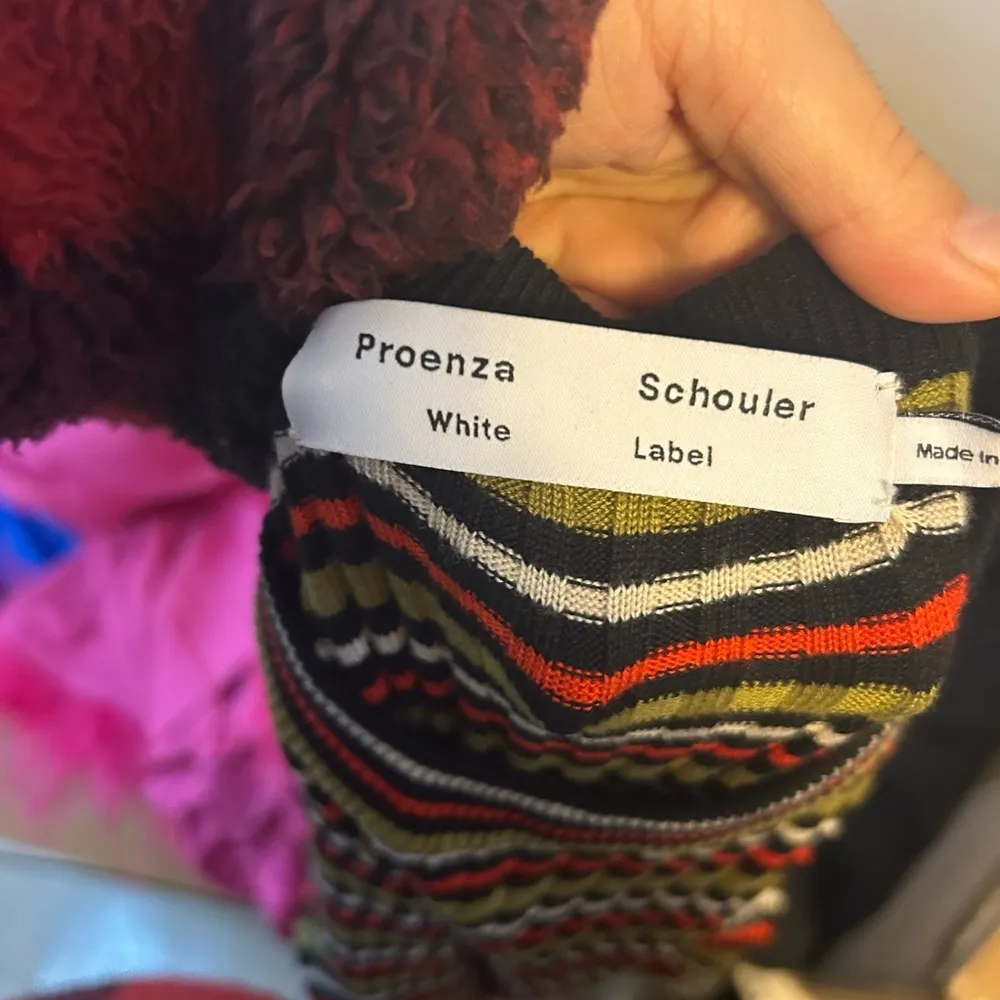 Proenza Schouler
White Label
Made in